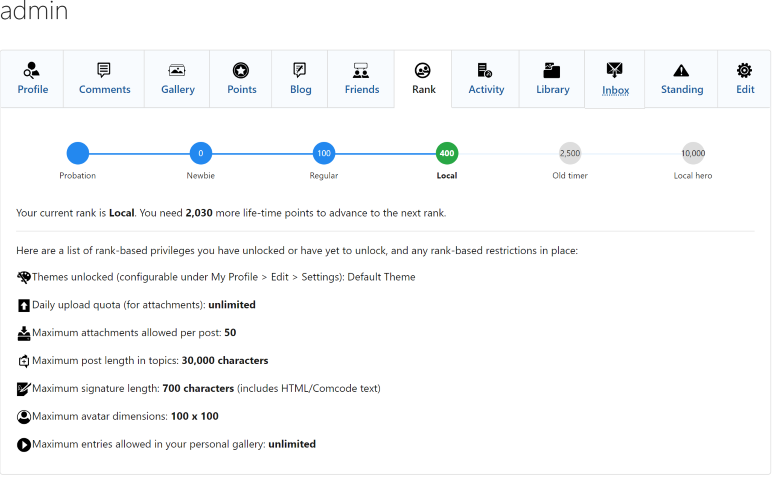 admin
Profile Comments Gallery Points Blog Friends Rank Activity Library Inbox Standing Edit
0 100 400 2,500 10,000
Probation Newbie Regular Local Old timer Local hero
Your current rank is Local. You need 2,030 more life-time points to advance to the next rank.
Here are a list of rank-based privileges you have unlocked or have yet to unlock, and any rank-based restrictions in place:
Themes unlocked (configurable under My Profile > Edit > Settings): Default Theme
Daily upload quota (for attachments): unlimited
Maximum attachments allowed per post: 50
Maximum post length in topics: 30,000 characters
Maximum signature length: 700 characters (includes HTML/Comcode text)
Maximum avatar dimensions: 100 x 100
Maximum entries allowed in your personal gallery: unlimited